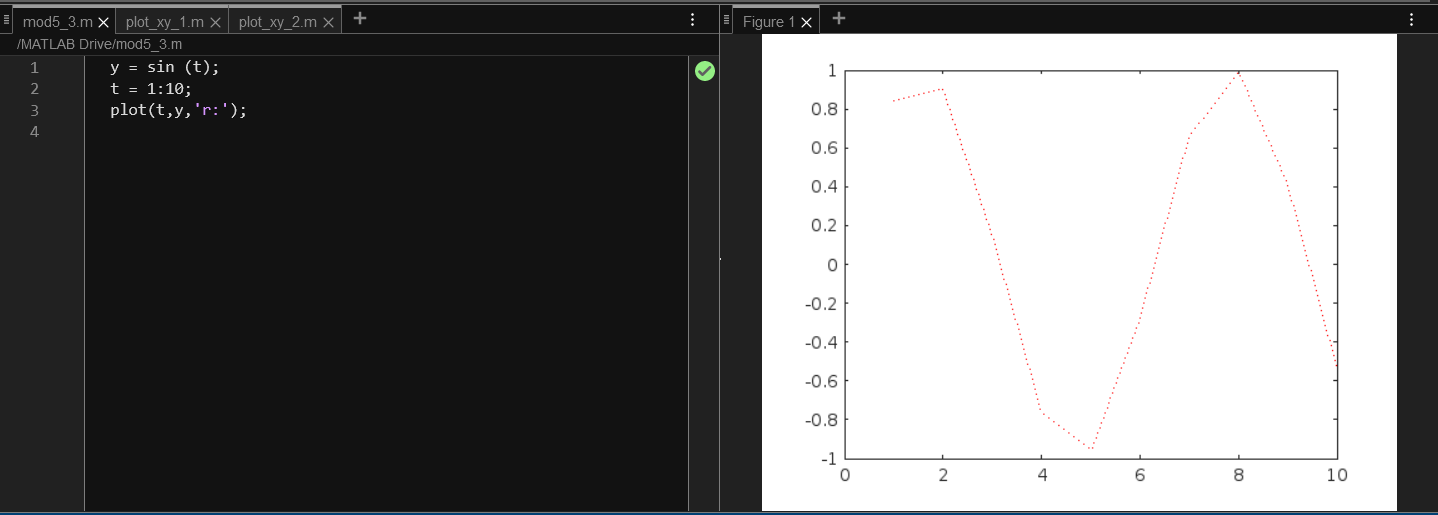 mod5_3.m × plot_xy_1.m × plot_xy_2.m × +
/MATLAB Drive/mod5_3.m
1 y = sin (t);
2 t = 1:10;
3 plot(t,y,'r:');
4
Figure 1 × +
1
0.8
0.6
0.4
0.2
0
-0.2
-0.4
-0.6
-0.8
-1
0 2 4 6 8 10